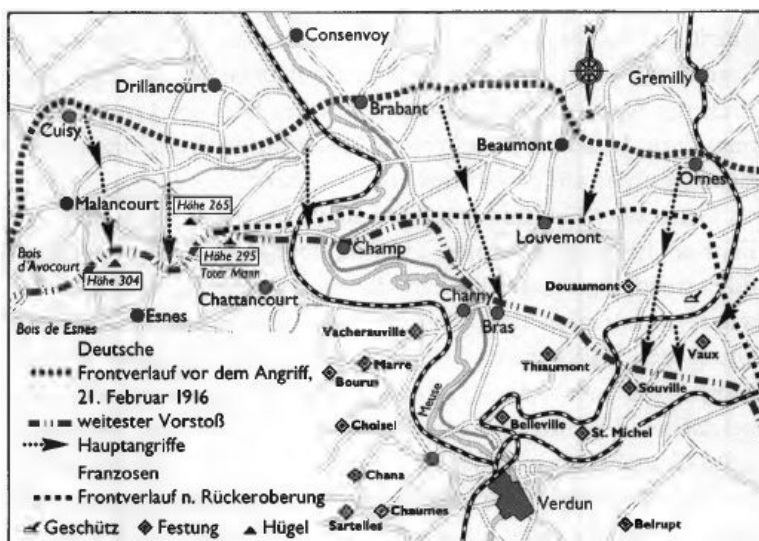 Consenvoy
N
Drillancourt
Gremilly
Brabant
Cuisy
Beaumont
Malancourt
Höhe 265
Ornes
Bois
d'Avocourt
Höhe 295
Toter Mann
Champ
Louvemont
Höhe 304
Chattancourt
Douaumont
Charny
Bras
Bois de Esnes
Esnes
Vacherauville
Thiaumont
Vaux
Deutsche
Marre
Frontverlauf vor dem Angriff,
21. Februar 1916
Bourus
Meuse
Souville
weitester Vorstoß
Choisel
Belleville
St. Michel
Hauptangriffe
Franzosen
Chana
Frontverlauf n. Rückeroberung
Verdun
Chaumes
Sartelles
Geschütz
Festung
Hügel
Belrupt